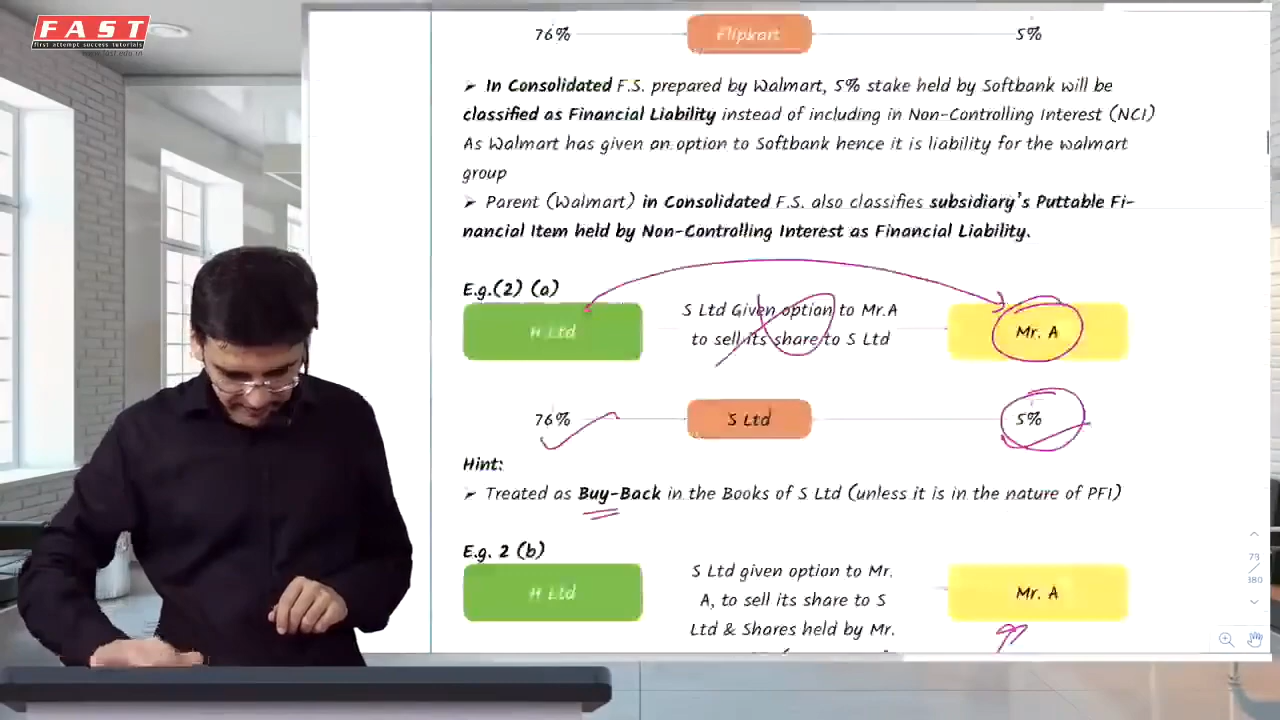 FAST
first attempt success tutorials
www.fast.edu.in
76% Flipkart 5%
➤ In Consolidated F.S. prepared by Walmart, 5% stake held by Softbank will be
classified as Financial Liability instead of including in Non-Controlling Interest (NCI)
As Walmart has given an option to Softbank hence it is liability for the walmart
group
➤ Parent (Walmart) in Consolidated F.S. also classifies subsidiary's Puttable Fi-
nancial Item held by Non-Controlling Interest as Financial Liability.
E.g.(2) (a)
H Ltd
S Ltd Given option to Mr.A
to sell its share to S Ltd
Mr. A
76% S Ltd 5%
Hint:
➤ Treated as Buy-Back in the Books of S Ltd (unless it is in the nature of PFI)
E.g. 2 (b)
H Ltd
S Ltd given option to Mr.
A, to sell its share to S
Ltd & Shares held by Mr.
Mr. A
79
/
380